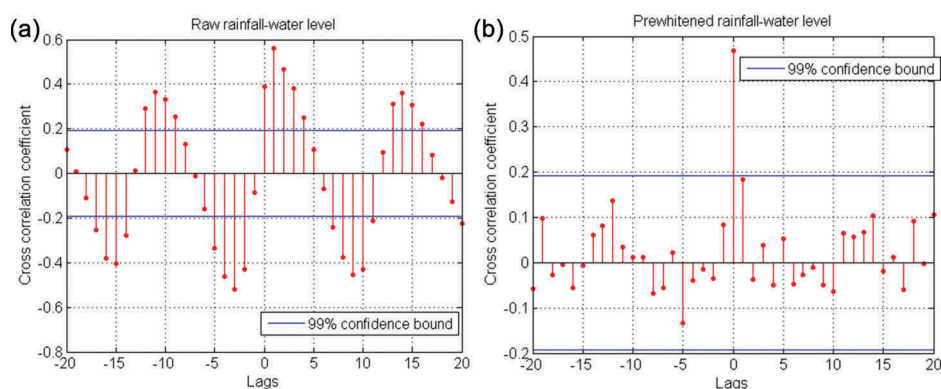 (a)
Raw rainfall-water level
Cross correlation coefficient
0.6
0.4
0.2
0
-0.2
-0.4
-0.6
-0.8
99% confidence bound
-20 -15 -10 -5 0 5 10 15 20
Lags
(b)
Prewhitened rainfall-water level
Cross correlation coefficient
0.5
0.4
0.3
0.2
0.1
0
-0.1
-0.2
99% confidence bound
-20 -15 -10 -5 0 5 10 15 20
Lags